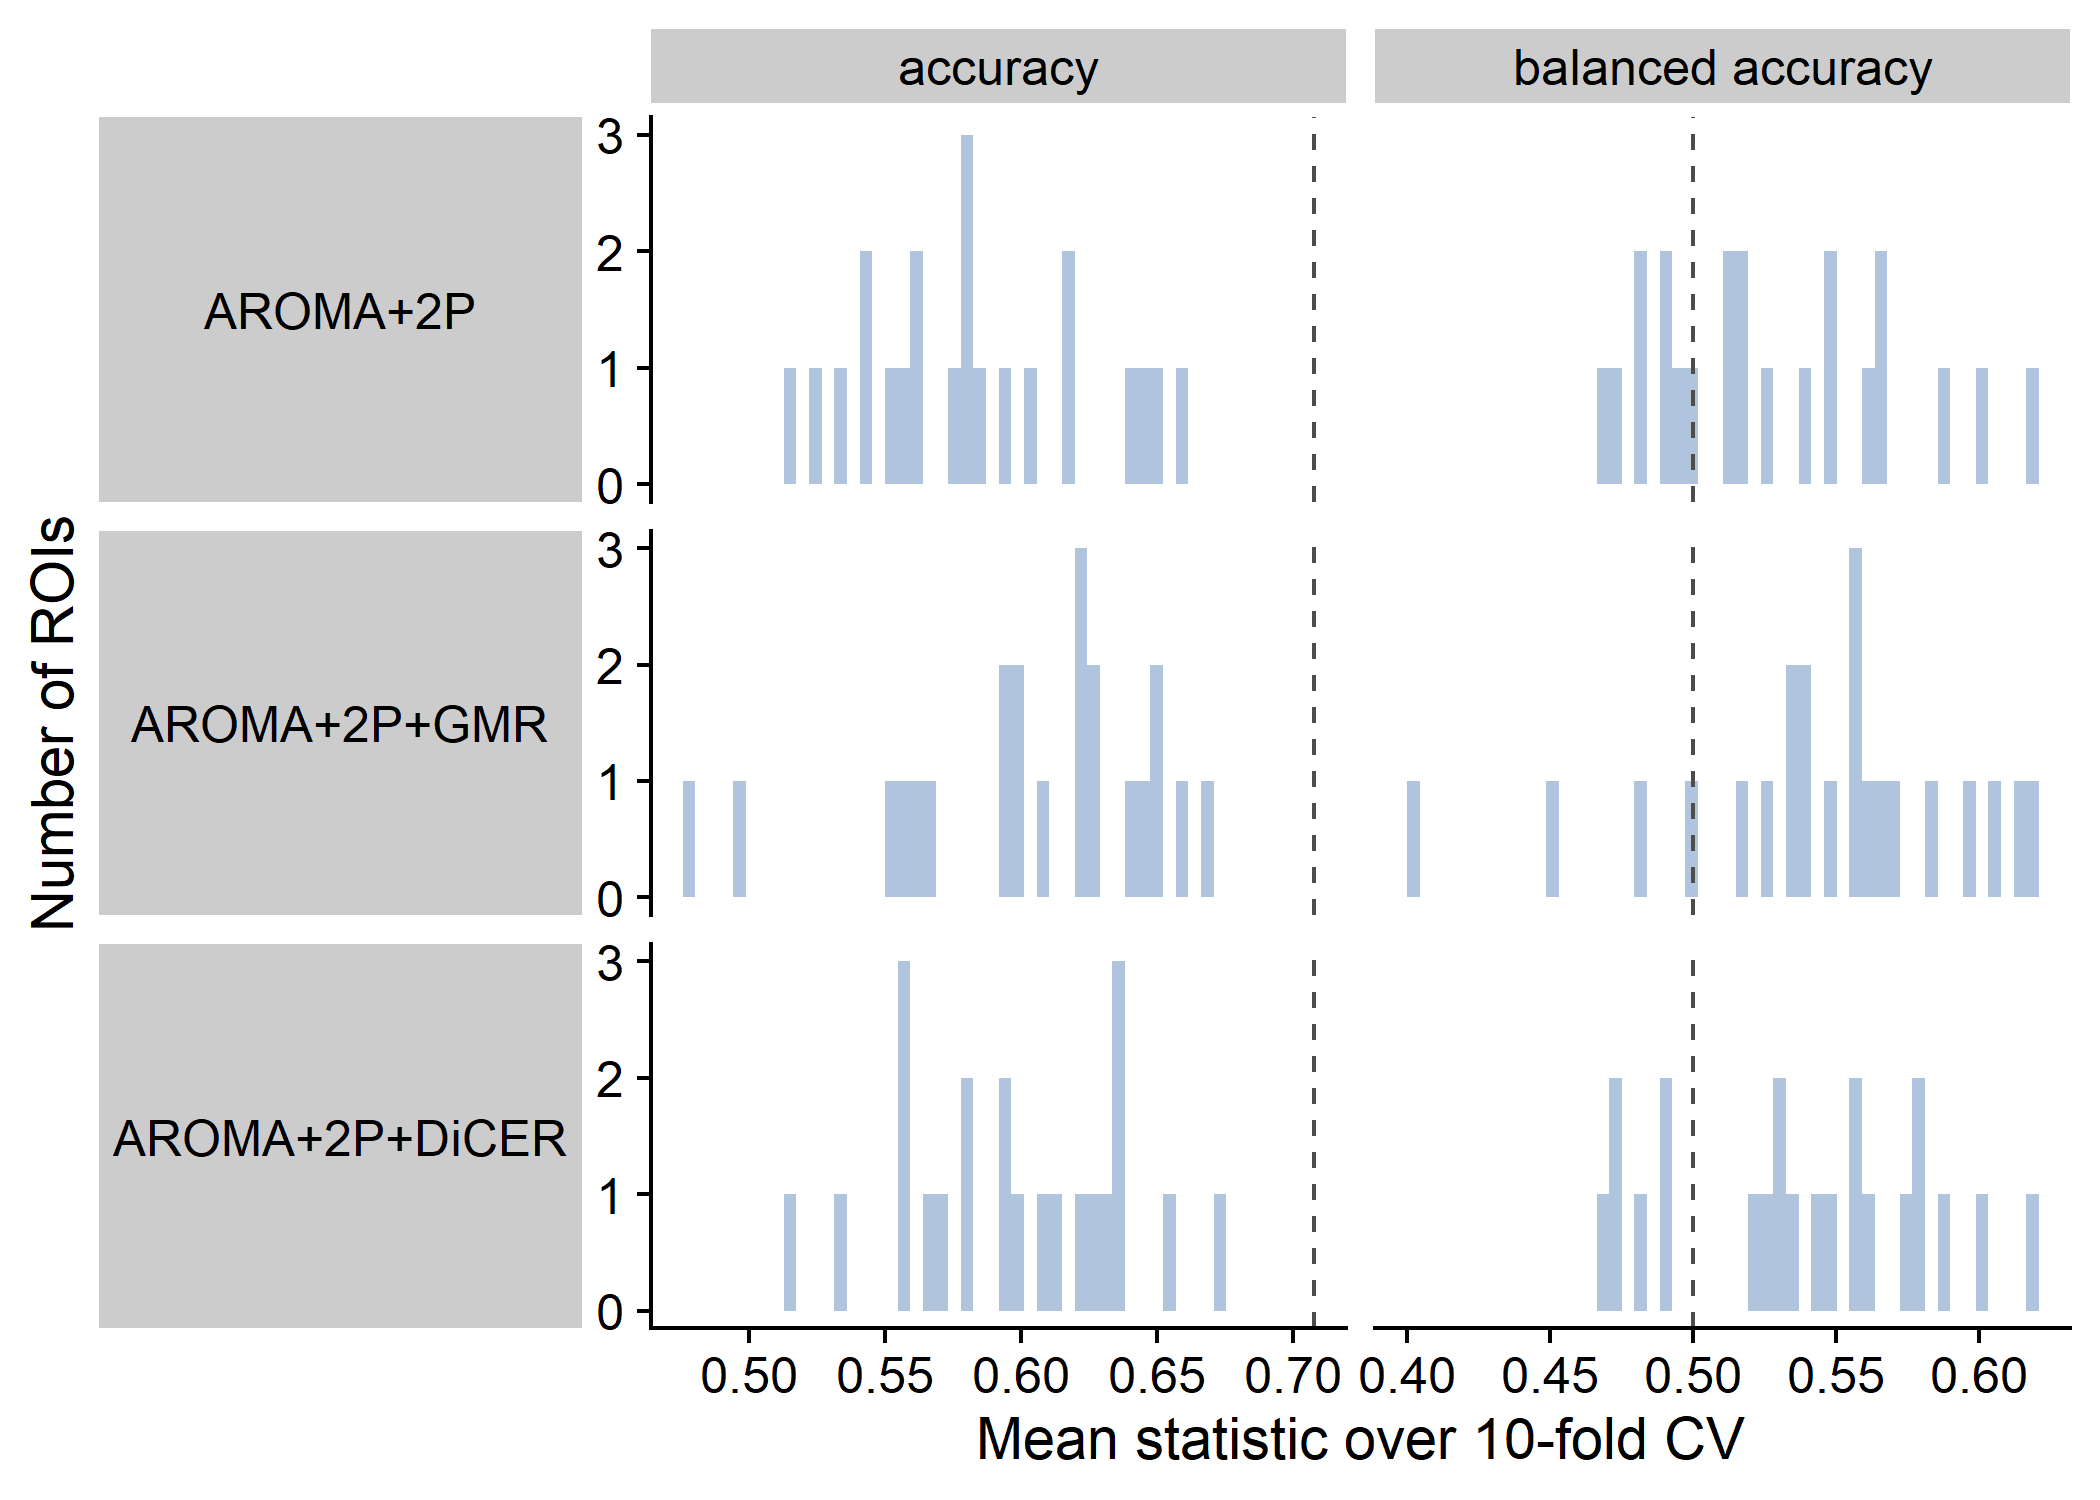 accuracy
balanced accuracy
AROMA+2P
3
2
1
0
Number of ROIs
AROMA+2P+GMR
3
2
1
0
AROMA+2P+DiCER
3
2
1
0
0.50 0.55 0.60 0.65 0.70 0.40 0.45 0.50 0.55 0.60
Mean statistic over 10-fold CV